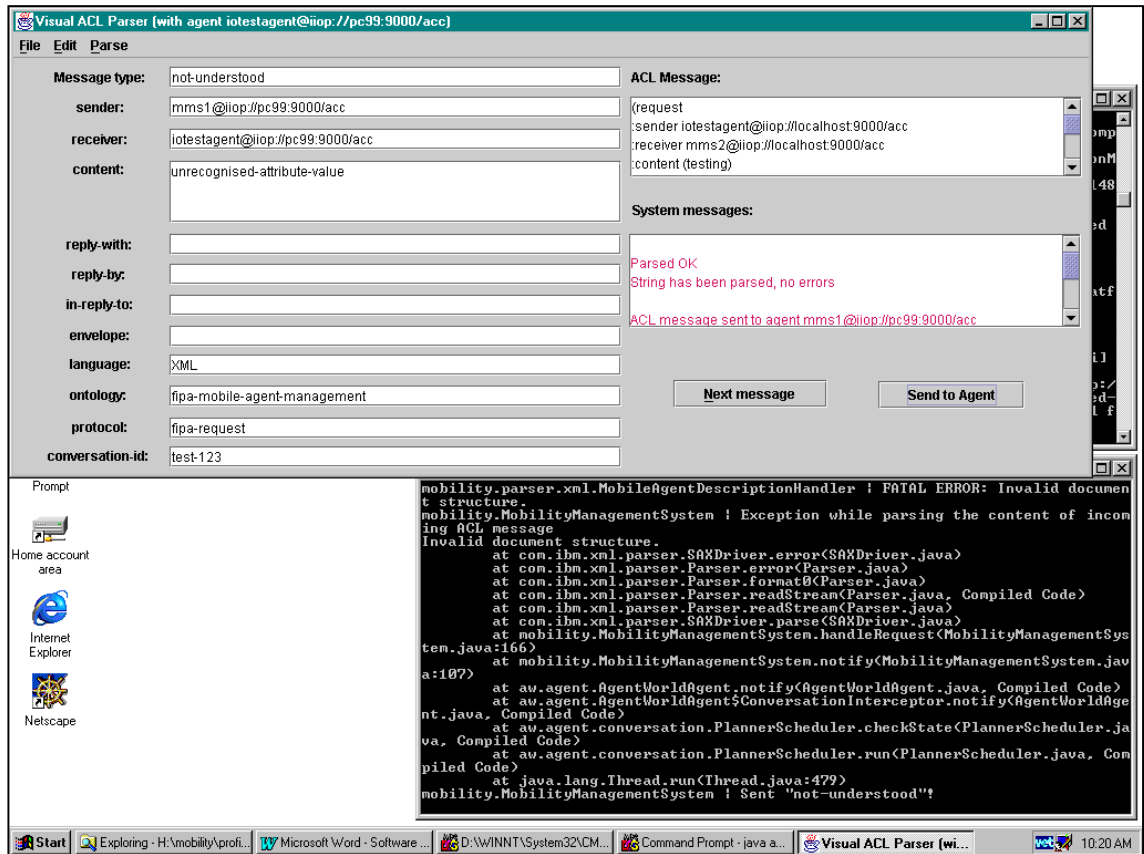 Visual ACL Parser (with agent iotestagent@iiop://pc99:9000/acc)
File Edit Parse
Message type: not-understood
sender: mms1@iiop://pc99:9000/acc
receiver: iotestagent@iiop://pc99:9000/acc
content: unrecognised-attribute-value
reply-with:
reply-by:
in-reply-to:
envelope:
language: XML
ontology: fipa-mobile-agent-management
protocol: fipa-request
conversation-id: test-123
ACL Message:
(request
:sender iotestagent@iiop://localhost:9000/acc
:receiver mms2@iiop://localhost:9000/acc
:content (testing)
System messages:
Parsed OK
String has been parsed, no errors
ACL message sent to agent mms1@iiop://pc99:9000/acc
Next message Send to Agent
omp
onM
148
ed
atf
il
p:/
ed-
l f
Prompt
Home account
area
Internet
Explorer
Netscape
mobility.parser.xml.MobileAgentDescriptionHandler ¦ FATAL ERROR: Invalid documen
t structure.
mobility.MobilityManagementSystem ¦ Exception while parsing the content of incom
ing ACL message
Invalid document structure.
at com.ibm.xml.parser.SAXDriver.error(SAXDriver.java)
at com.ibm.xml.parser.Parser.error(Parser.java)
at com.ibm.xml.parser.Parser.format0(Parser.java)
at com.ibm.xml.parser.Parser.readStream(Parser.java, Compiled Code)
at com.ibm.xml.parser.Parser.readStream(Parser.java)
at com.ibm.xml.parser.SAXDriver.parse(SAXDriver.java)
at mobility.MobilityManagementSystem.handleRequest(MobilityManagementSys
tem.java:166)
at mobility.MobilityManagementSystem.notify(MobilityManagementSystem.jav
a:107)
at aw.agent.AgentWorldAgent.notify(AgentWorldAgent.java, Compiled Code)
at aw.agent.AgentWorldAgent$ConversationInterceptor.notify(AgentWorldAge
nt.java, Compiled Code)
at aw.agent.conversation.PlannerScheduler.checkState(PlannerScheduler.ja
va, Compiled Code)
at aw.agent.conversation.PlannerScheduler.run(PlannerScheduler.java, Com
piled Code)
at java.lang.Thread.run(Thread.java:479)
mobility.MobilityManagementSystem ¦ Sent "not-understood"!
Start Exploring - H:\mobility\profi... Microsoft Word - Software ... D:\WINNT\System32\CM... Command Prompt - java a... Visual ACL Parser (wi... vet 10:20 AM